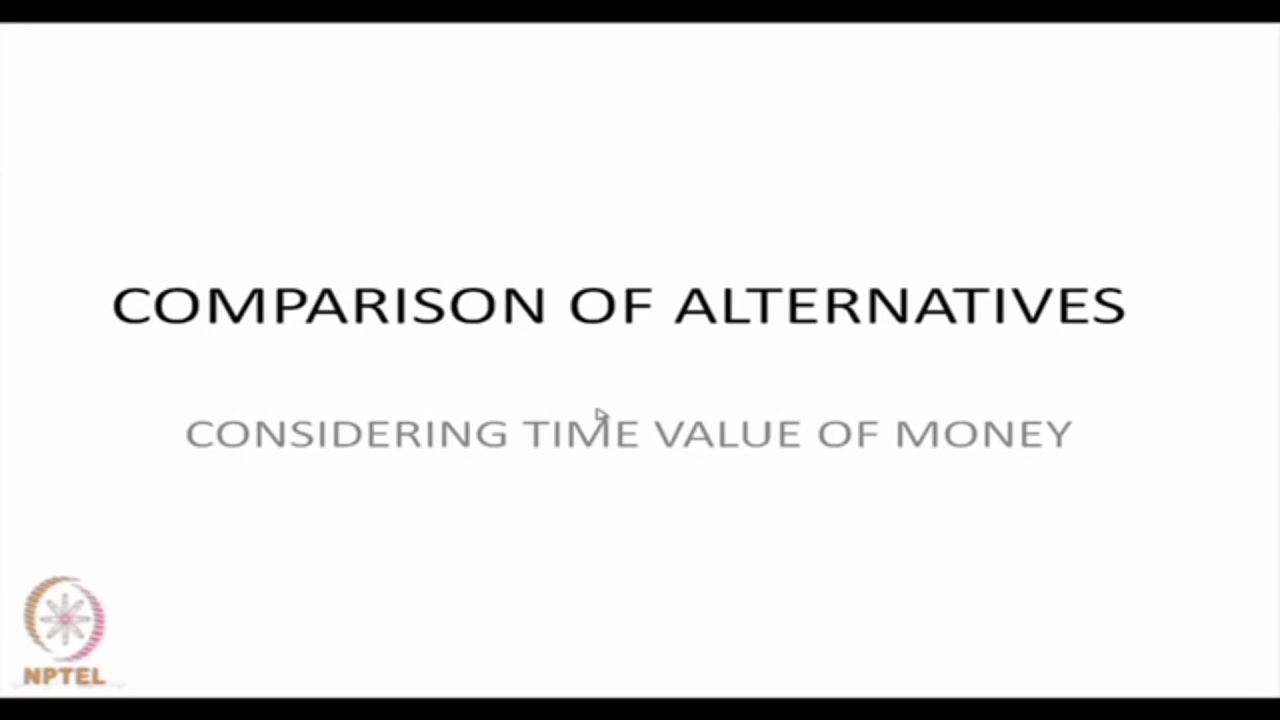 COMPARISON OF ALTERNATIVES
CONSIDERING TIME VALUE OF MONEY
NPTEL